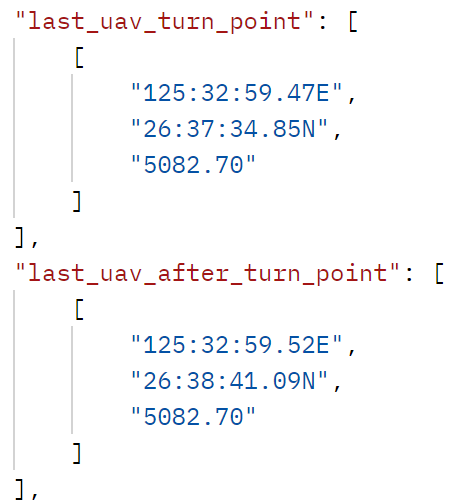 "last_uav_turn_point": [
[
"125:32:59.47E",
"26:37:34.85N",
"5082.70"
]
],
"last_uav_after_turn_point": [
[
"125:32:59.52E",
"26:38:41.09N",
"5082.70"
]
],